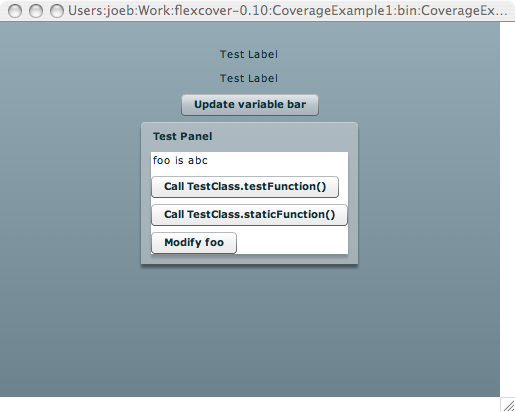 Users:joeb:Work:flexcover-0.10:CoverageExample1:bin:CoverageEx...
Test Label
Test Label
Update variable bar
Test Panel
foo is abc
Call TestClass.testFunction()
Call TestClass.staticFunction()
Modify foo